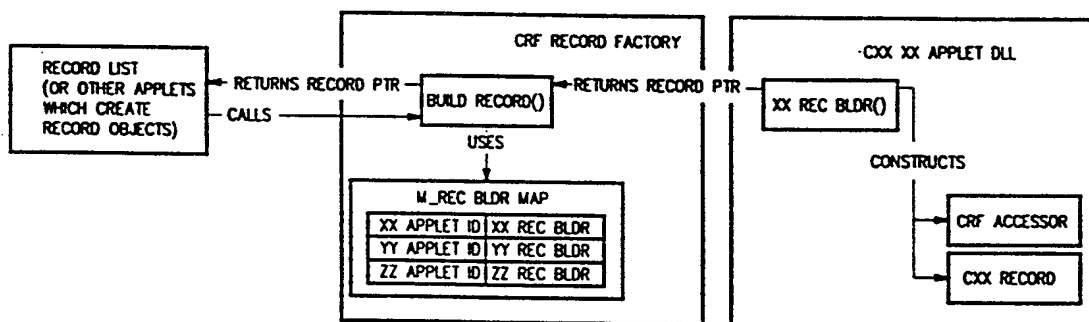 RECORD LIST
(OR OTHER APPLETS
WHICH CREATE
RECORD OBJECTS)
RETURNS RECORD PTR
CALLS
CRF RECORD FACTORY
BUILD RECORD()
USES
M_REC BLDR MAP
XX APPLET ID XX REC BLDR
YY APPLET ID YY REC BLDR
ZZ APPLET ID ZZ REC BLDR
RETURNS RECORD PTR
CXX XX APPLET DLL
XX REC BLDR()
CONSTRUCTS
CRF ACCESSOR
CXX RECORD